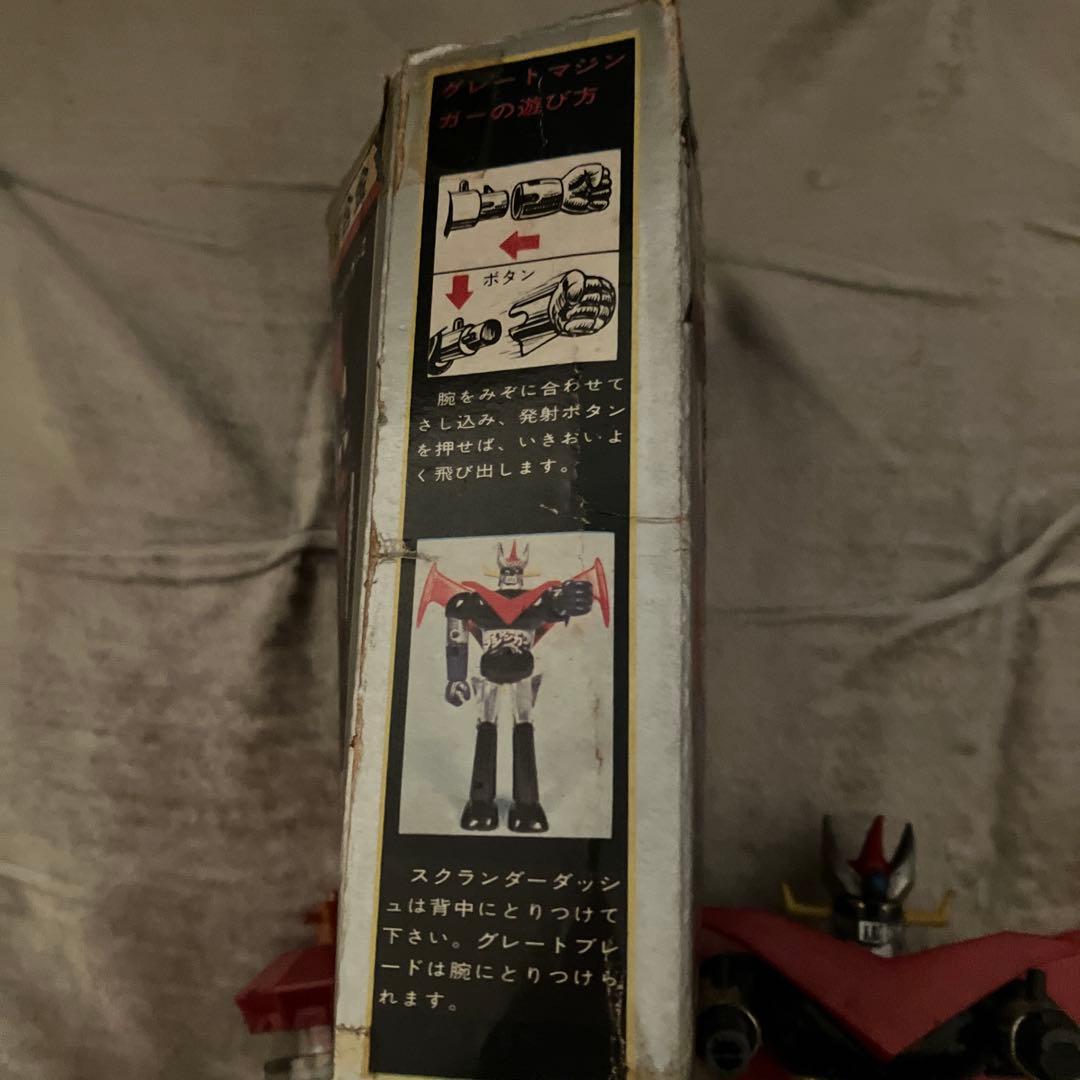 グレートマジン
ガーの遊び方
ボタン
腕をみぞに合わせて
さし込み、発射ボタン
を押せば、いきおいよ
く飛び出します。
スクランダーダッシ
ュは背中にとりつけて
下さい。グレートブレ
ードは腕にとりつけら
れます。